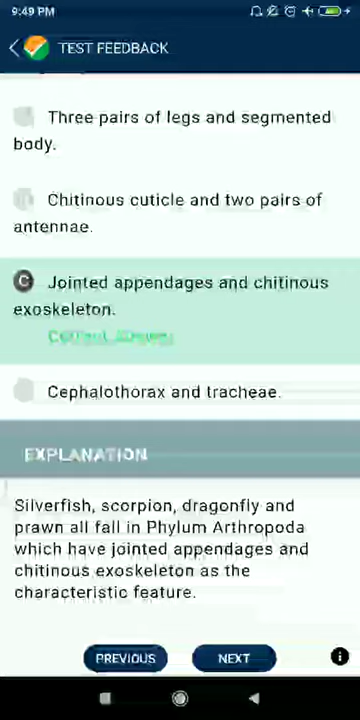 9:49 PM
TEST FEEDBACK
Three pairs of legs and segmented
body.
Chitinous cuticle and two pairs of
antennae.
C Jointed appendages and chitinous
exoskeleton.
Correct Answer
Cephalothorax and tracheae.
EXPLANATION
Silverfish, scorpion, dragonfly and
prawn all fall in Phylum Arthropoda
which have jointed appendages and
chitinous exoskeleton as the
characteristic feature.
PREVIOUS NEXT